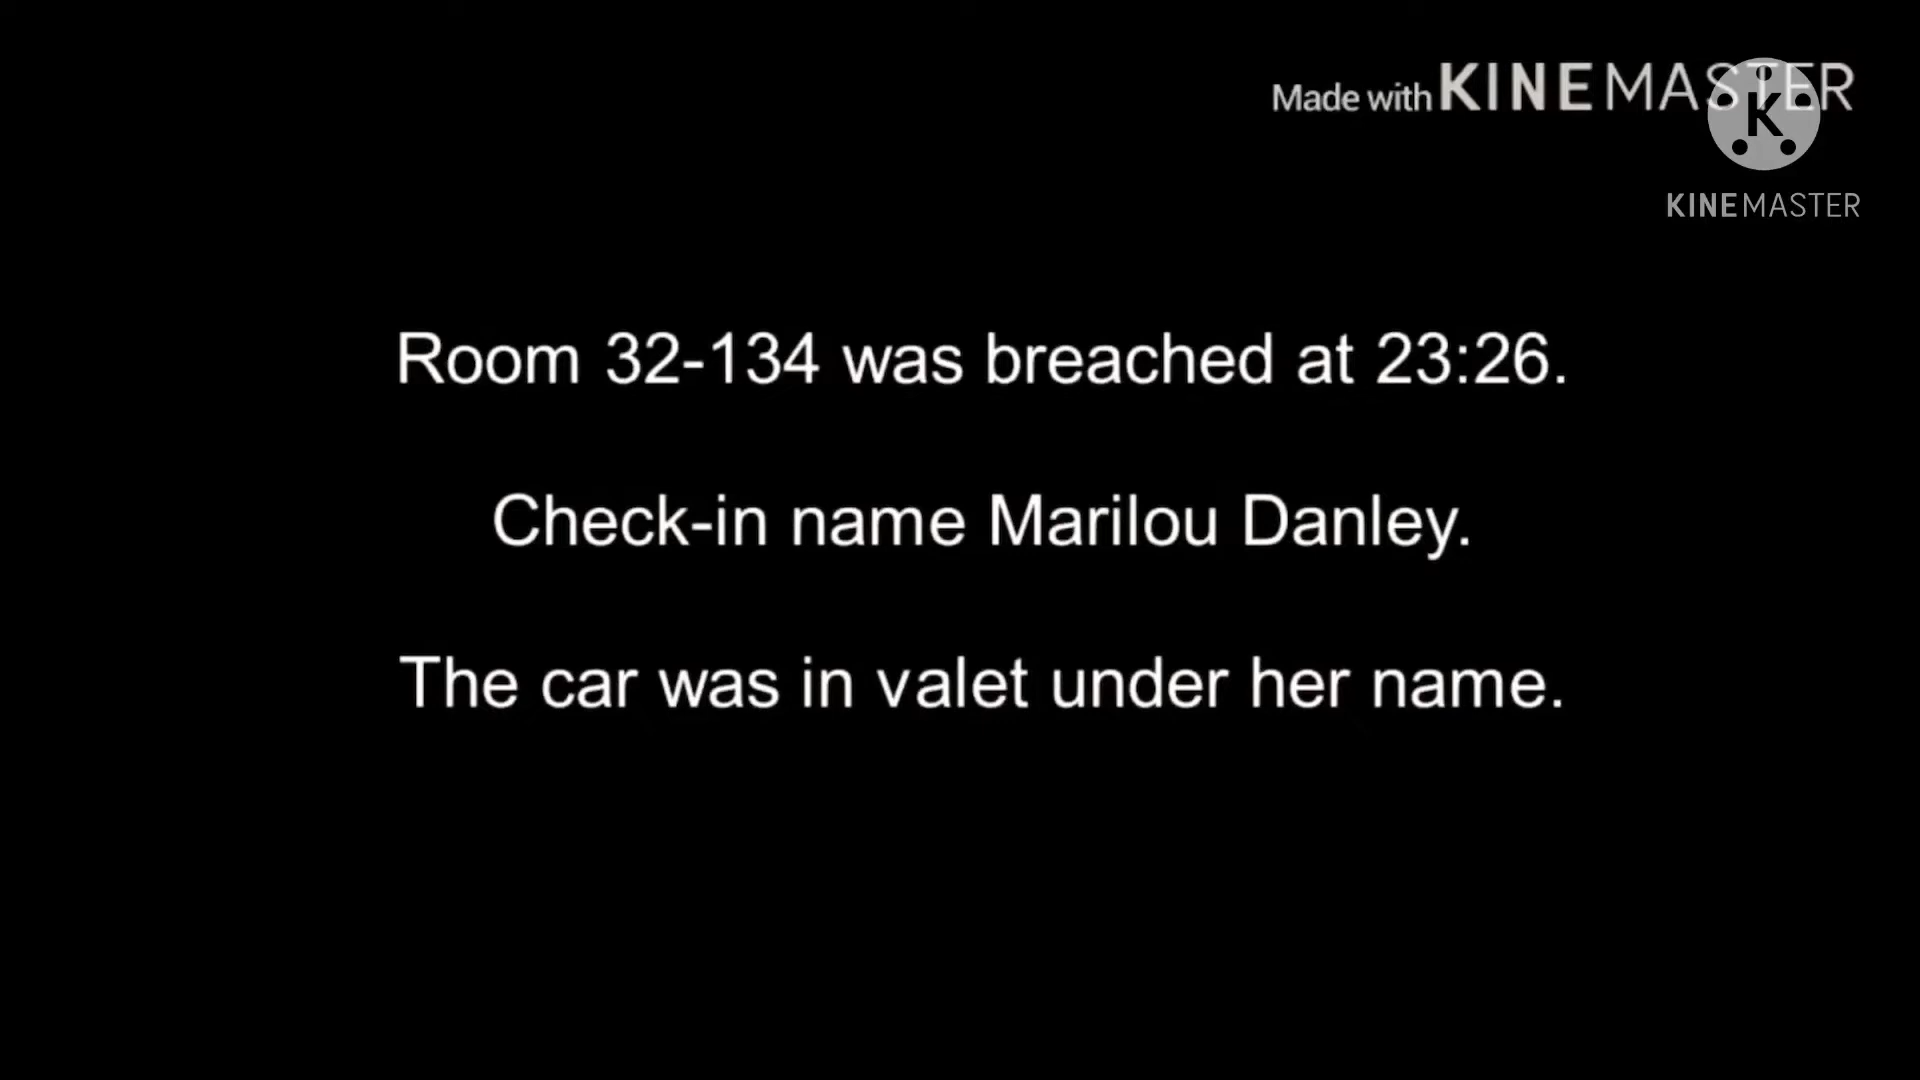 Made with KINEMASTER
K
KINEMASTER
Room 32-134 was breached at 23:26.
Check-in name Marilou Danley.
The car was in valet under her name.